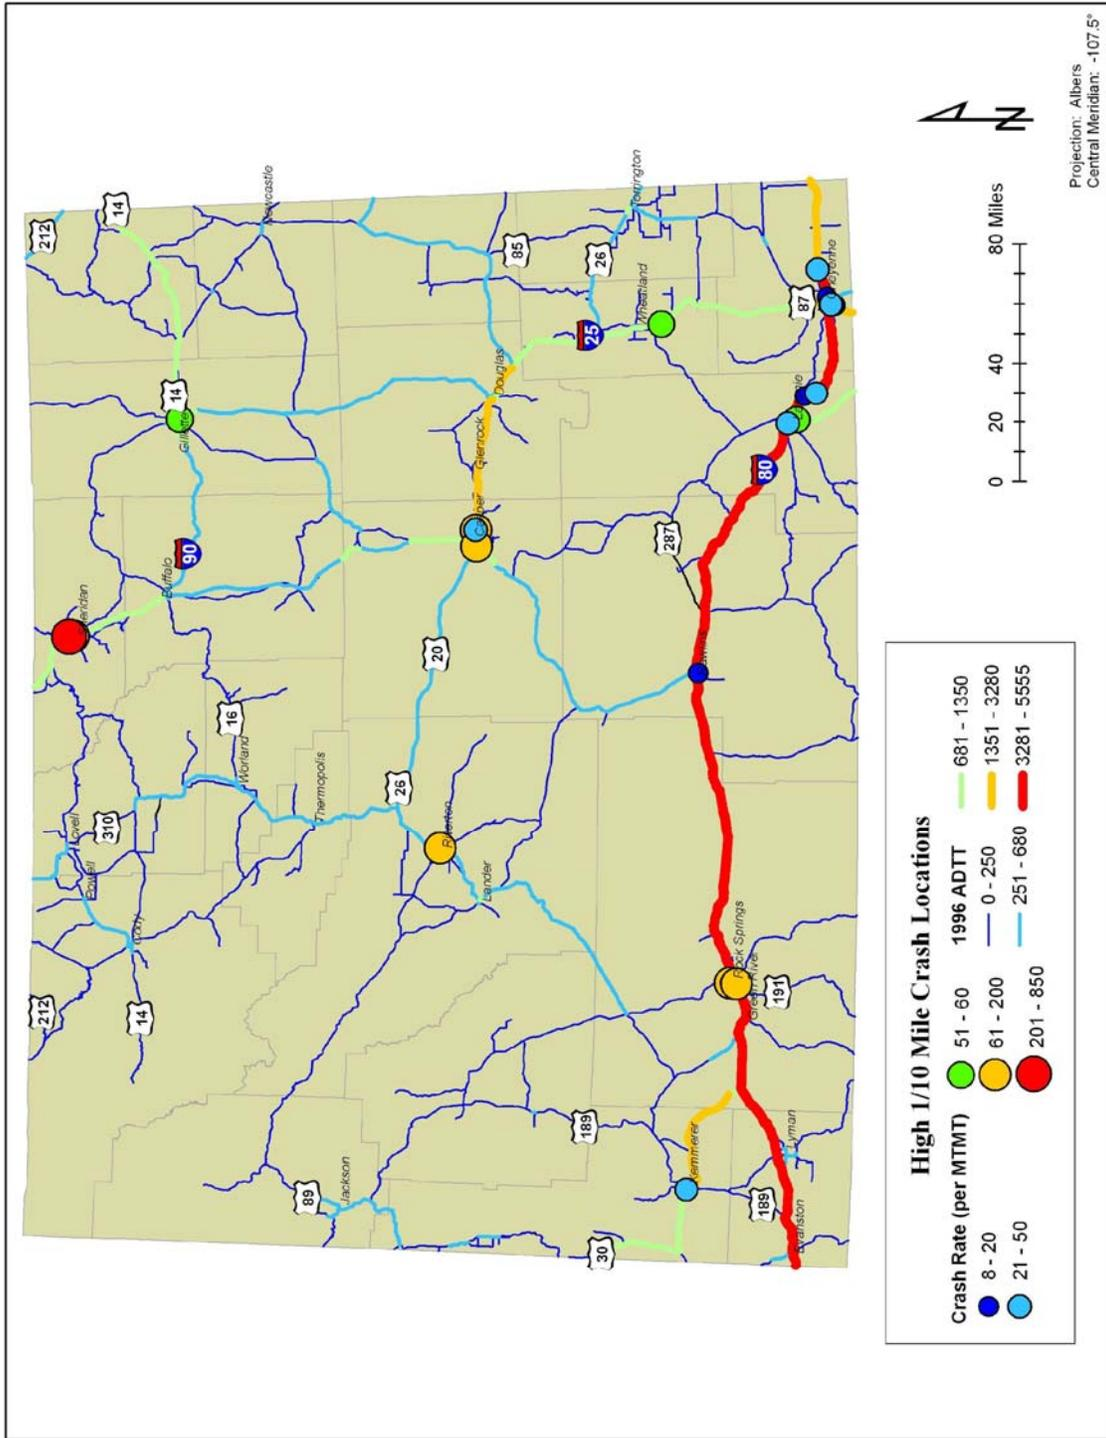 212
212
14
Lovell
Powell
310
Sheridan
Cody
14
Buffalo
14
90
Gillette
16
Worland
Newcastle
89
Thermopolis
Jackson
26
20
Riverton
Casper
Glenrock
Lander
Douglas
85
189
25
26
30
Torrington
Wheatland
287
Kemmerer
Rock Springs
Green River
191
189
80
87
Lyman
Evanston
Cheyenne
High 1/10 Mile Crash Locations
Crash Rate (per MTMT)
8 - 20
21 - 50
51 - 60
61 - 200
201 - 850
1996 ADTT
0 - 250
251 - 680
681 - 1350
1351 - 3280
3281 - 5555
0 20 40 80 Miles
N
Projection: Albers
Central Meridian: -107.5°